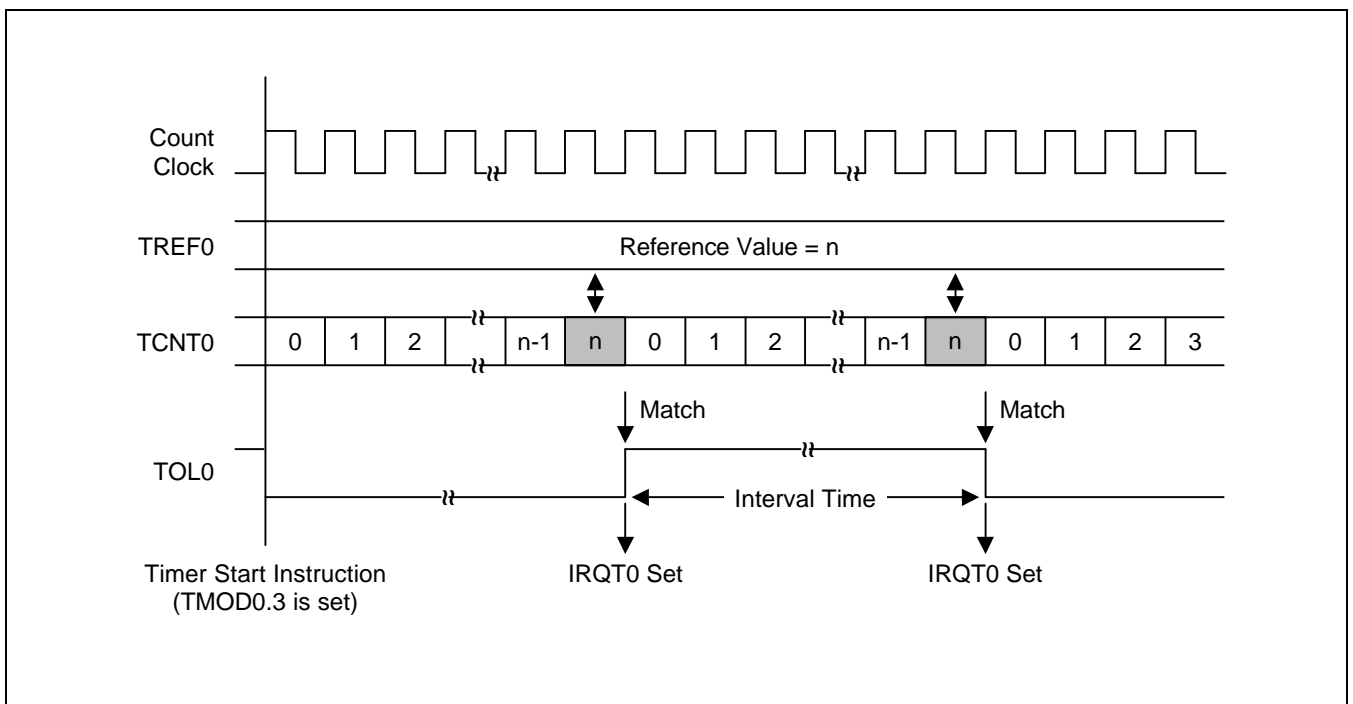 Count
Clock
TREF0
Reference Value = n
TCNT0
0 1 2 n-1 n 0 1 2 n-1 n 0 1 2 3
Match Match
TOL0
Interval Time
Timer Start Instruction
(TMOD0.3 is set)
IRQT0 Set IRQT0 Set